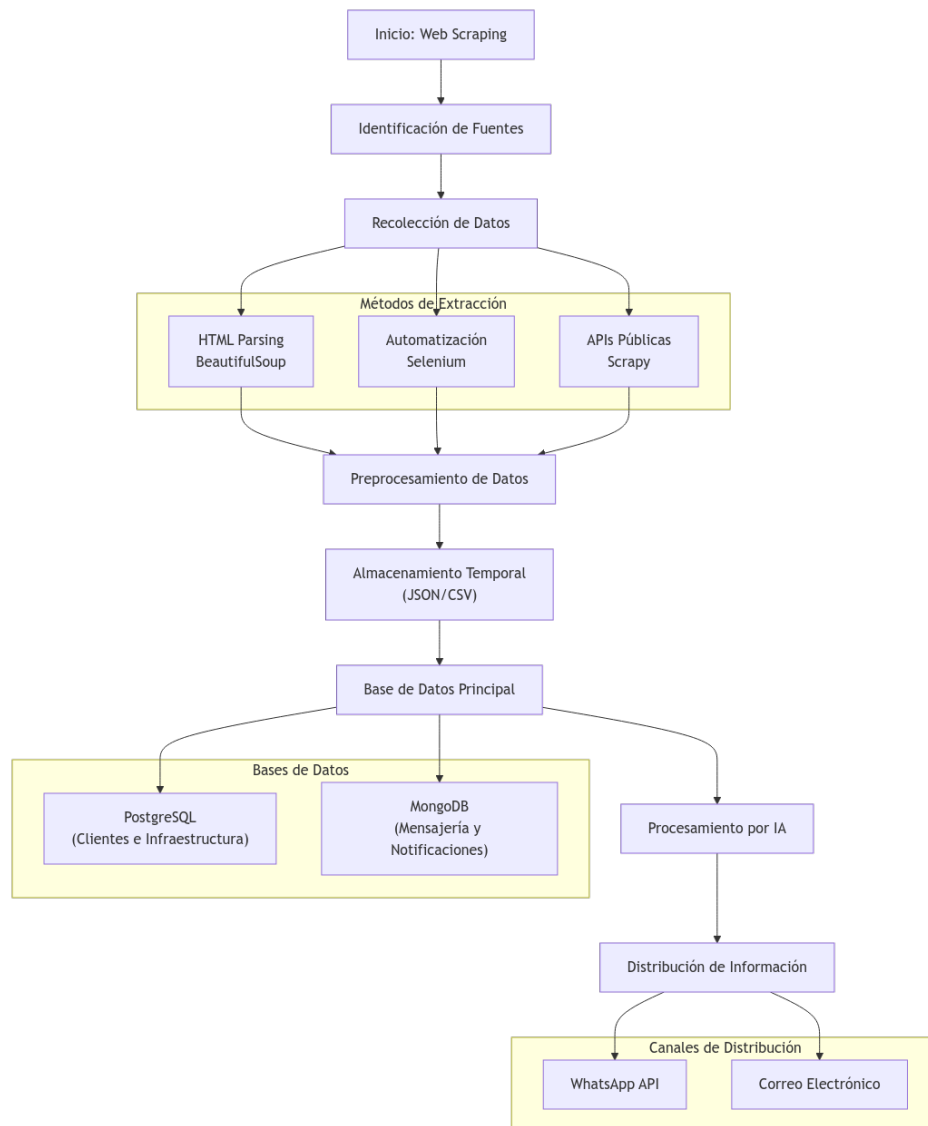 Inicio: Web Scraping
Identificación de Fuentes
Recolección de Datos
Métodos de Extracción
HTML Parsing
BeautifulSoup
Automatización
Selenium
APIs Públicas
Scrapy
Preprocesamiento de Datos
Almacenamiento Temporal
(JSON/CSV)
Base de Datos Principal
Bases de Datos
PostgreSQL
(Clientes e Infraestructura)
MongoDB
(Mensajería y
Notificaciones)
Procesamiento por IA
Distribución de Información
Canales de Distribución
WhatsApp API
Correo Electrónico